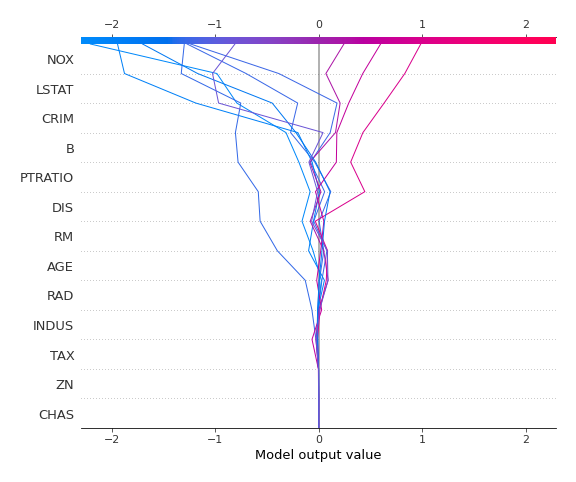 −2 −1 0 1 2
NOX
LSTAT
CRIM
B
PTRATIO
DIS
RM
AGE
RAD
INDUS
TAX
ZN
CHAS
−2 −1 0 1 2
Model output value